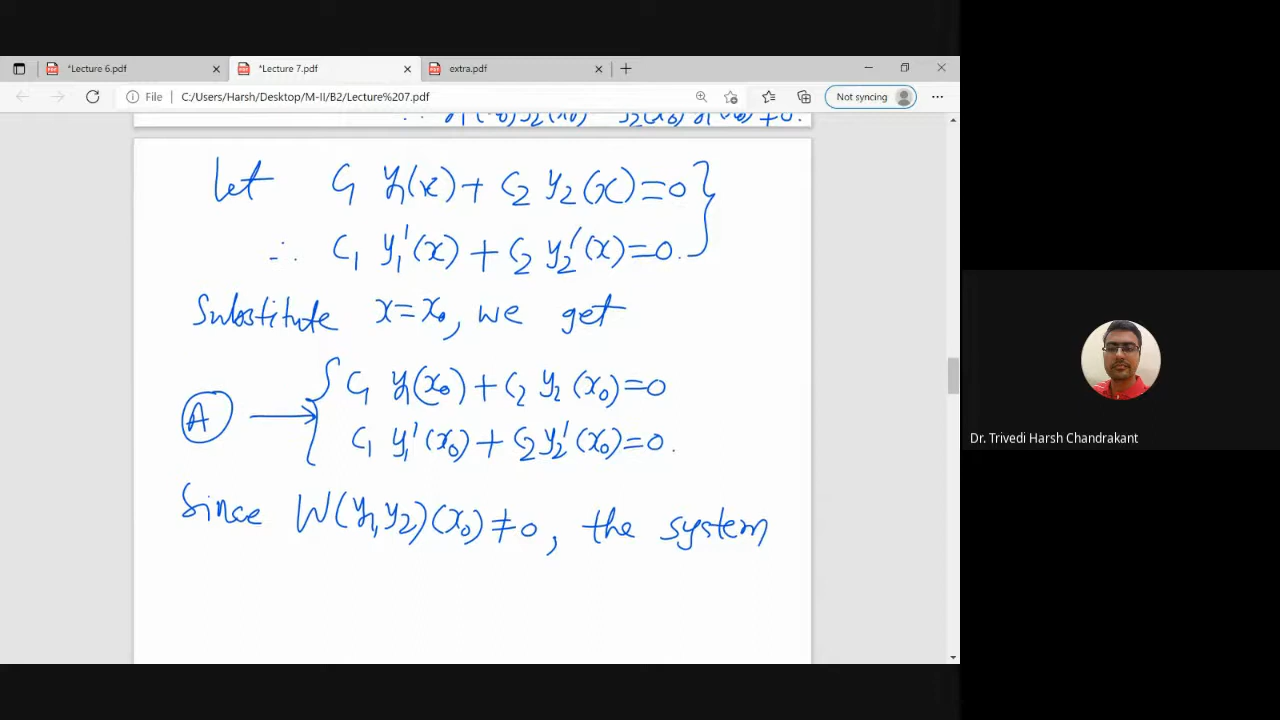 *Lecture 6.pdf
*Lecture 7.pdf
extra.pdf
File
C:/Users/Harsh/Desktop/M-II/B2/Lecture%207.pdf
Not syncing
Let C1 y1(x) + C2 y2(x) = 0
∴ C1 y1'(x) + C2 y2'(x) = 0.
Substitute x = x0, we get
C1 y1(x0) + C2 y2(x0) = 0
A →
C1 y1'(x0) + C2 y2'(x0) = 0.
Since W(y1, y2)(x0) ≠ 0, the system
Dr. Trivedi Harsh Chandrakant